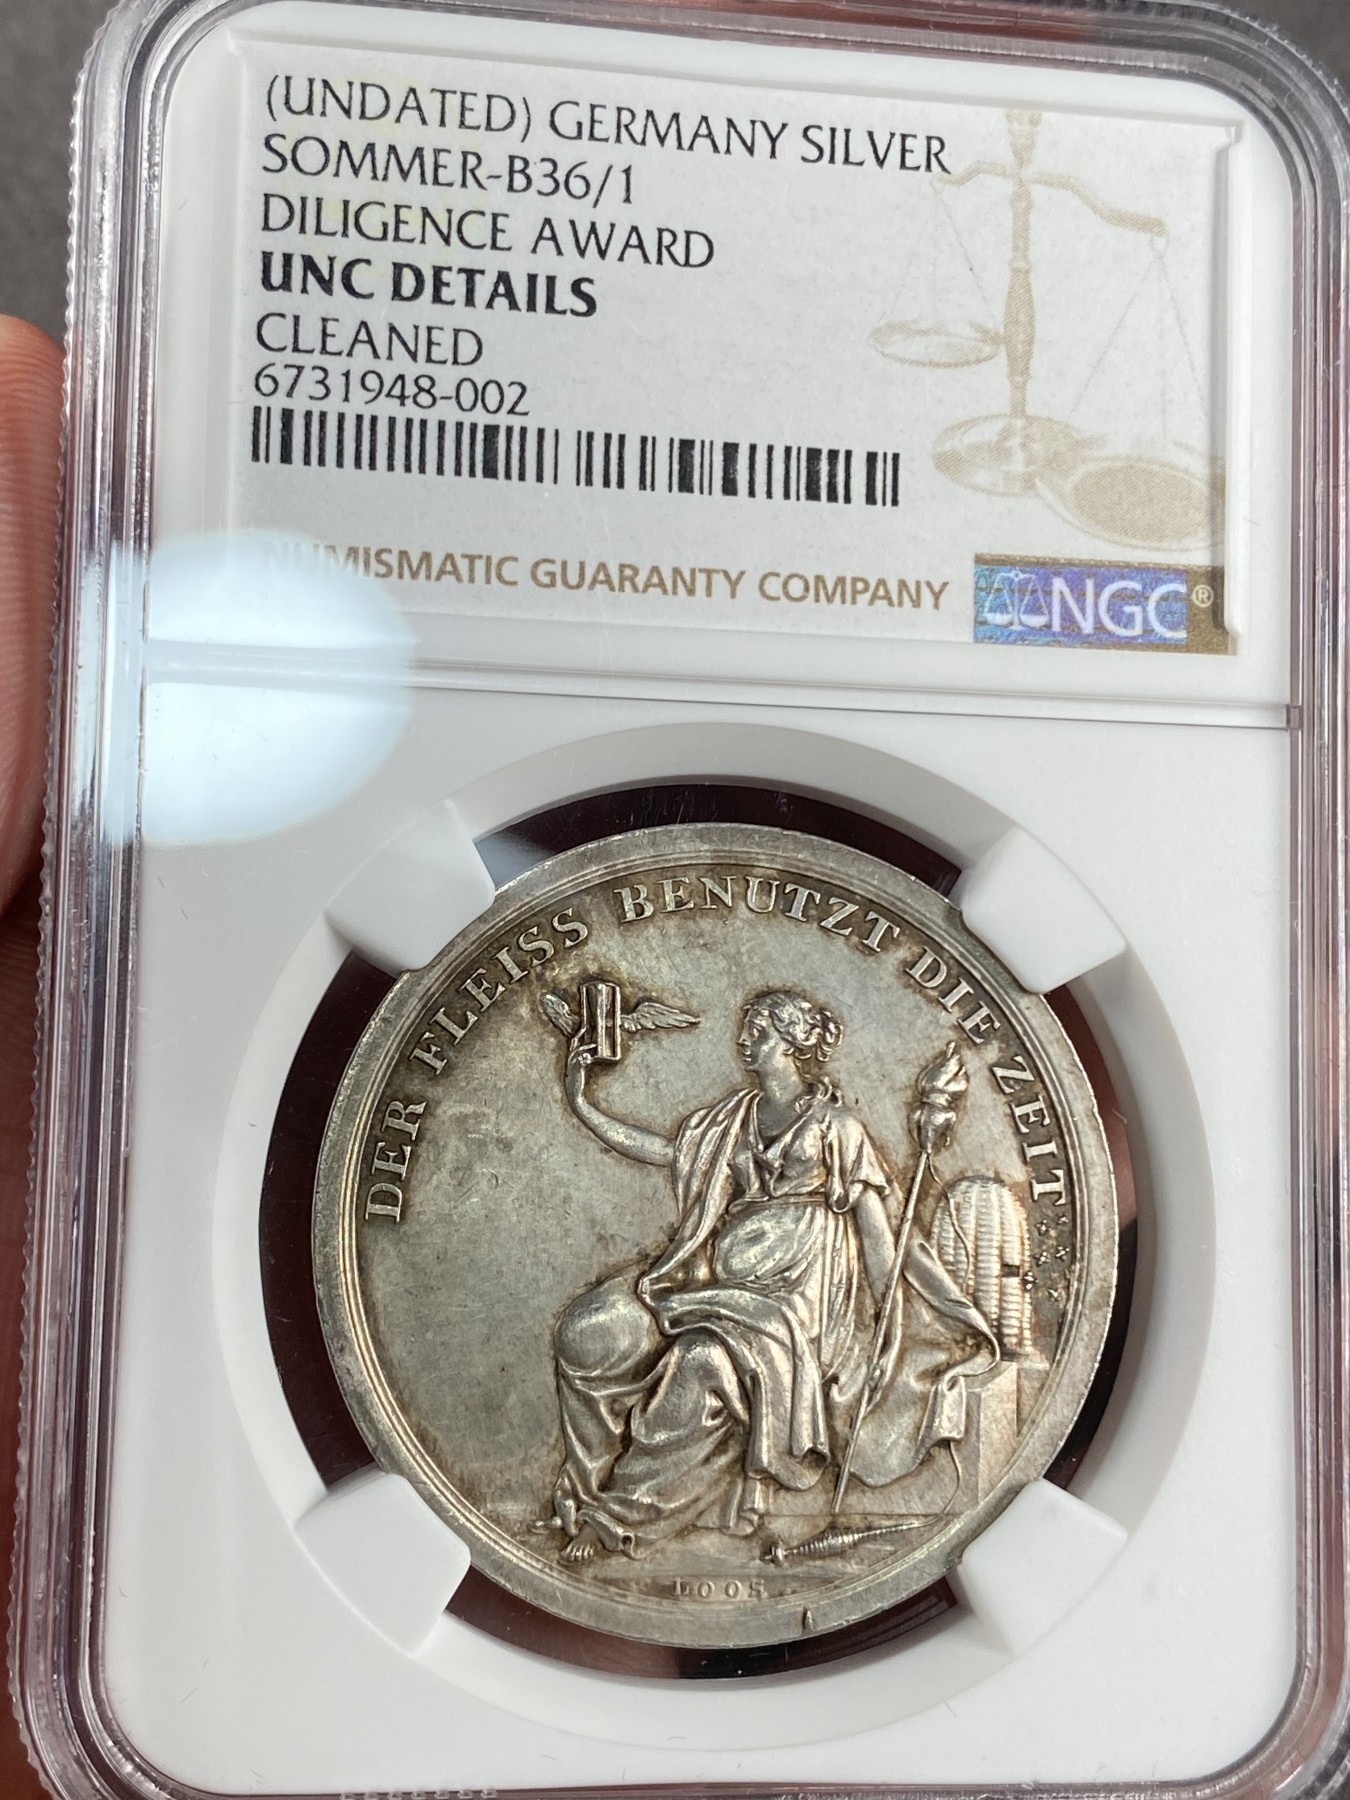 (UNDATED) GERMANY SILVER
SOMMER-B36/1
DILIGENCE AWARD
UNC DETAILS
CLEANED
6731948-002
NUMISMATIC GUARANTY COMPANY
NGC®
DER FLEISS BENUTZT DIE ZEIT
LOOS